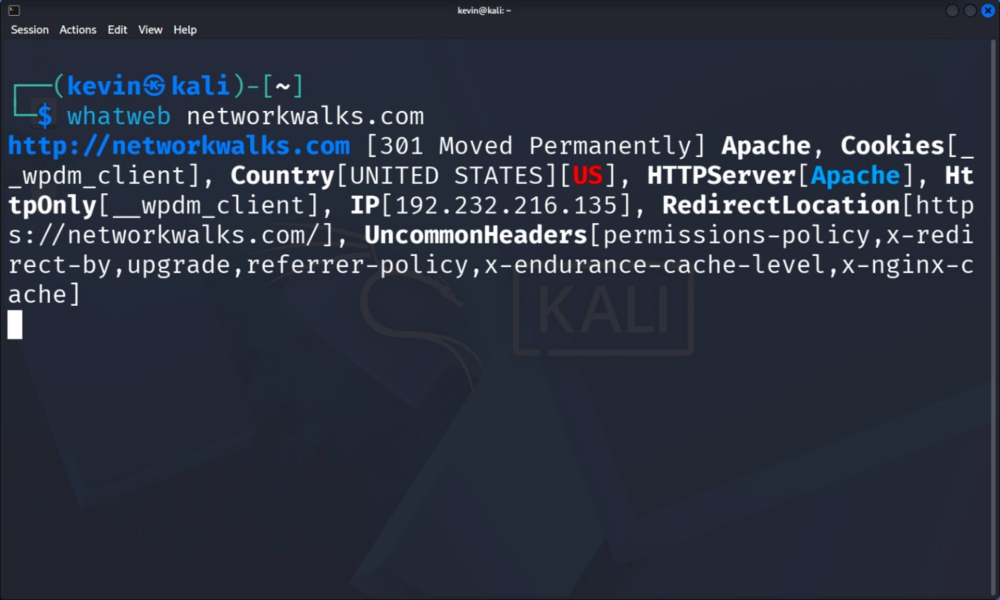 kevin@kali: ~
Session Actions Edit View Help
┌──(kevin㉿kali)-[~]
└─$ whatweb networkwalks.com
http://networkwalks.com [301 Moved Permanently] Apache, Cookies[_
_wpdm_client], Country[UNITED STATES][US], HTTPServer[Apache], Ht
tpOnly[__wpdm_client], IP[192.232.216.135], RedirectLocation[http
s://networkwalks.com/], UncommonHeaders[permissions-policy,x-redi
rect-by,upgrade,referrer-policy,x-endurance-cache-level,x-nginx-c
ache]
KALI